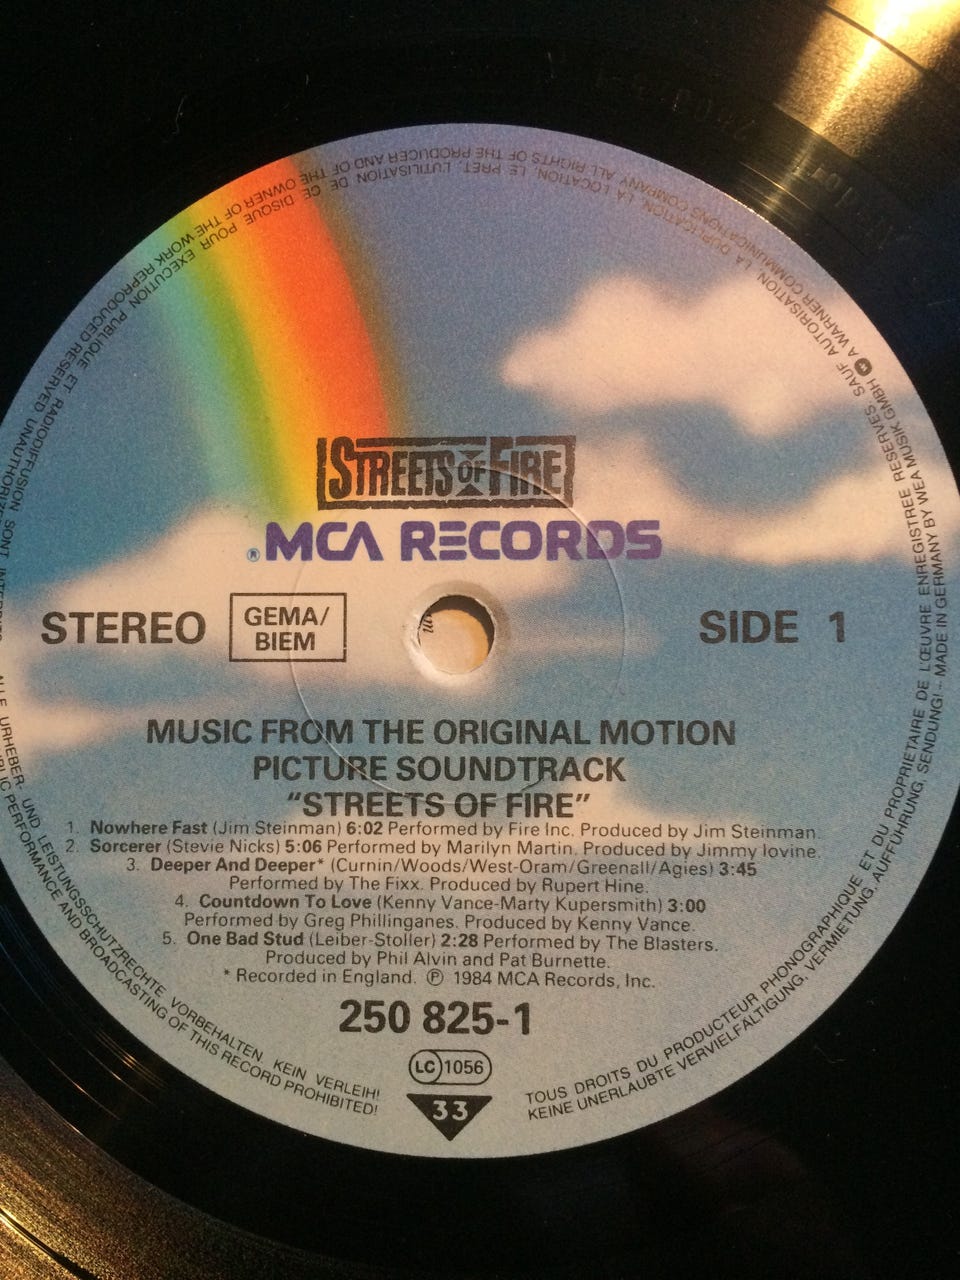 STREETS OF FIRE
® MCA RECORDS
STEREO
GEMA/
BIEM
SIDE 1
MUSIC FROM THE ORIGINAL MOTION
PICTURE SOUNDTRACK
“STREETS OF FIRE”
1. Nowhere Fast (Jim Steinman) 6:02 Performed by Fire Inc. Produced by Jim Steinman.
2. Sorcerer (Stevie Nicks) 5:06 Performed by Marilyn Martin. Produced by Jimmy Iovine.
3. Deeper And Deeper* (Curnin/Woods/West-Oram/Greenall/Agies) 3:45
Performed by The Fixx. Produced by Rupert Hine.
4. Countdown To Love (Kenny Vance-Marty Kupersmith) 3:00
Performed by Greg Phillinganes. Produced by Kenny Vance.
5. One Bad Stud (Leiber-Stoller) 2:28 Performed by The Blasters.
Produced by Phil Alvin and Pat Burnette.
* Recorded in England. ℗ 1984 MCA Records, Inc.
250 825-1
LC 1056
33
TOUS DROITS DU PRODUCTEUR PHONOGRAPHIQUE ET DU PROPRIETAIRE DE L'ŒUVRE ENREGISTREE RESERVES. SAUF AUTORISATION, LA DUPLICATION, LA LOCATION, LE PRET, L'UTILISATION DE CE DISQUE POUR EXECUTION PUBLIQUE ET RADIODIFFUSION SONT
ALLE URHEBER- UND LEISTUNGSSCHUTZRECHTE VORBEHALTEN. KEIN VERLEIH!
KEINE UNERLAUBTE VERVIELFÄLTIGUNG, VERMIETUNG, AUFFÜHRUNG, SENDUNG! – MADE IN GERMANY BY WEA MUSIK GMBH A WARNER COMMUNICATIONS COMPANY ALL RIGHTS OF THE PRODUCER AND OF THE OWNER OF THE WORK REPRODUCED RESERVED UNAUTHORIZED
PUBLIC PERFORMANCE AND BROADCASTING OF THIS RECORD PROHIBITED!